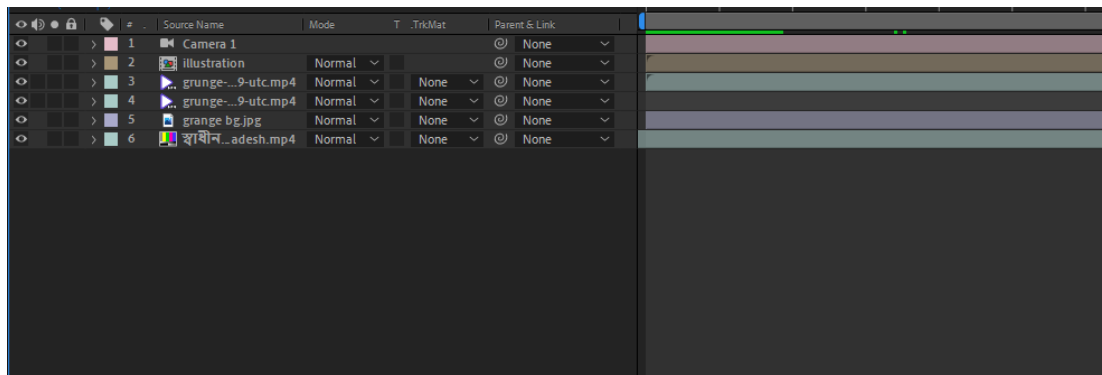 # Source Name Mode T .TrkMat Parent & Link
1 Camera 1 None
2 illustration Normal None
3 grunge-...9-utc.mp4 Normal None None
4 grunge-...9-utc.mp4 Normal None None
5 grange bg.jpg Normal None None
6 স্বাধীন...adesh.mp4 Normal None None